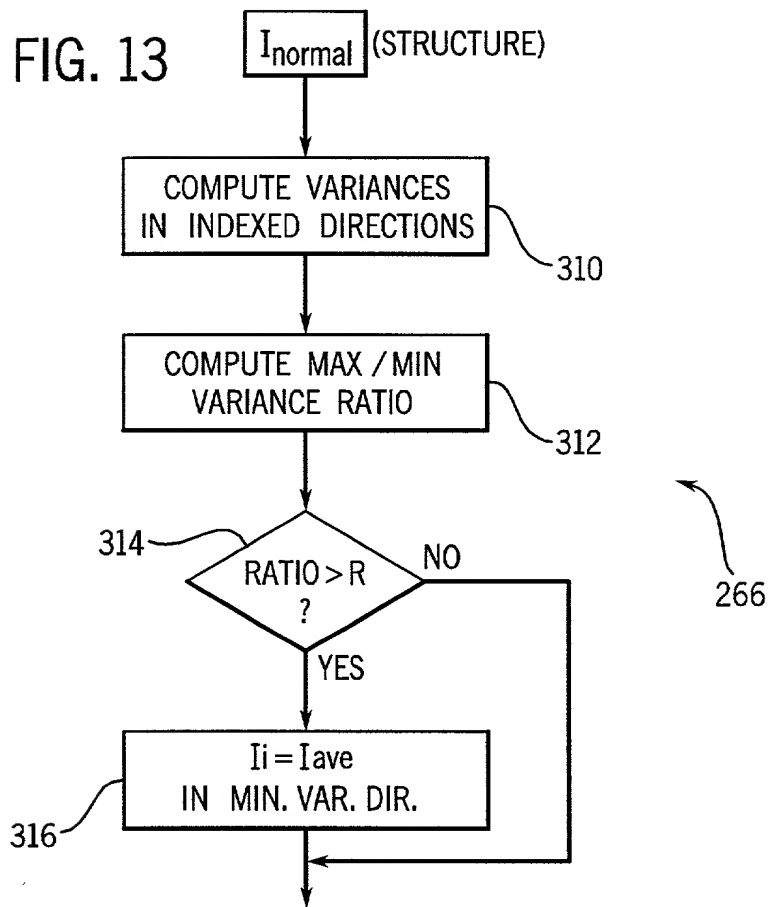 FIG. 13
Inormal (STRUCTURE)
COMPUTE VARIANCES
IN INDEXED DIRECTIONS
310
COMPUTE MAX / MIN
VARIANCE RATIO
312
314
RATIO > R
?
NO
266
YES
Ii = Iave
IN MIN. VAR. DIR.
316